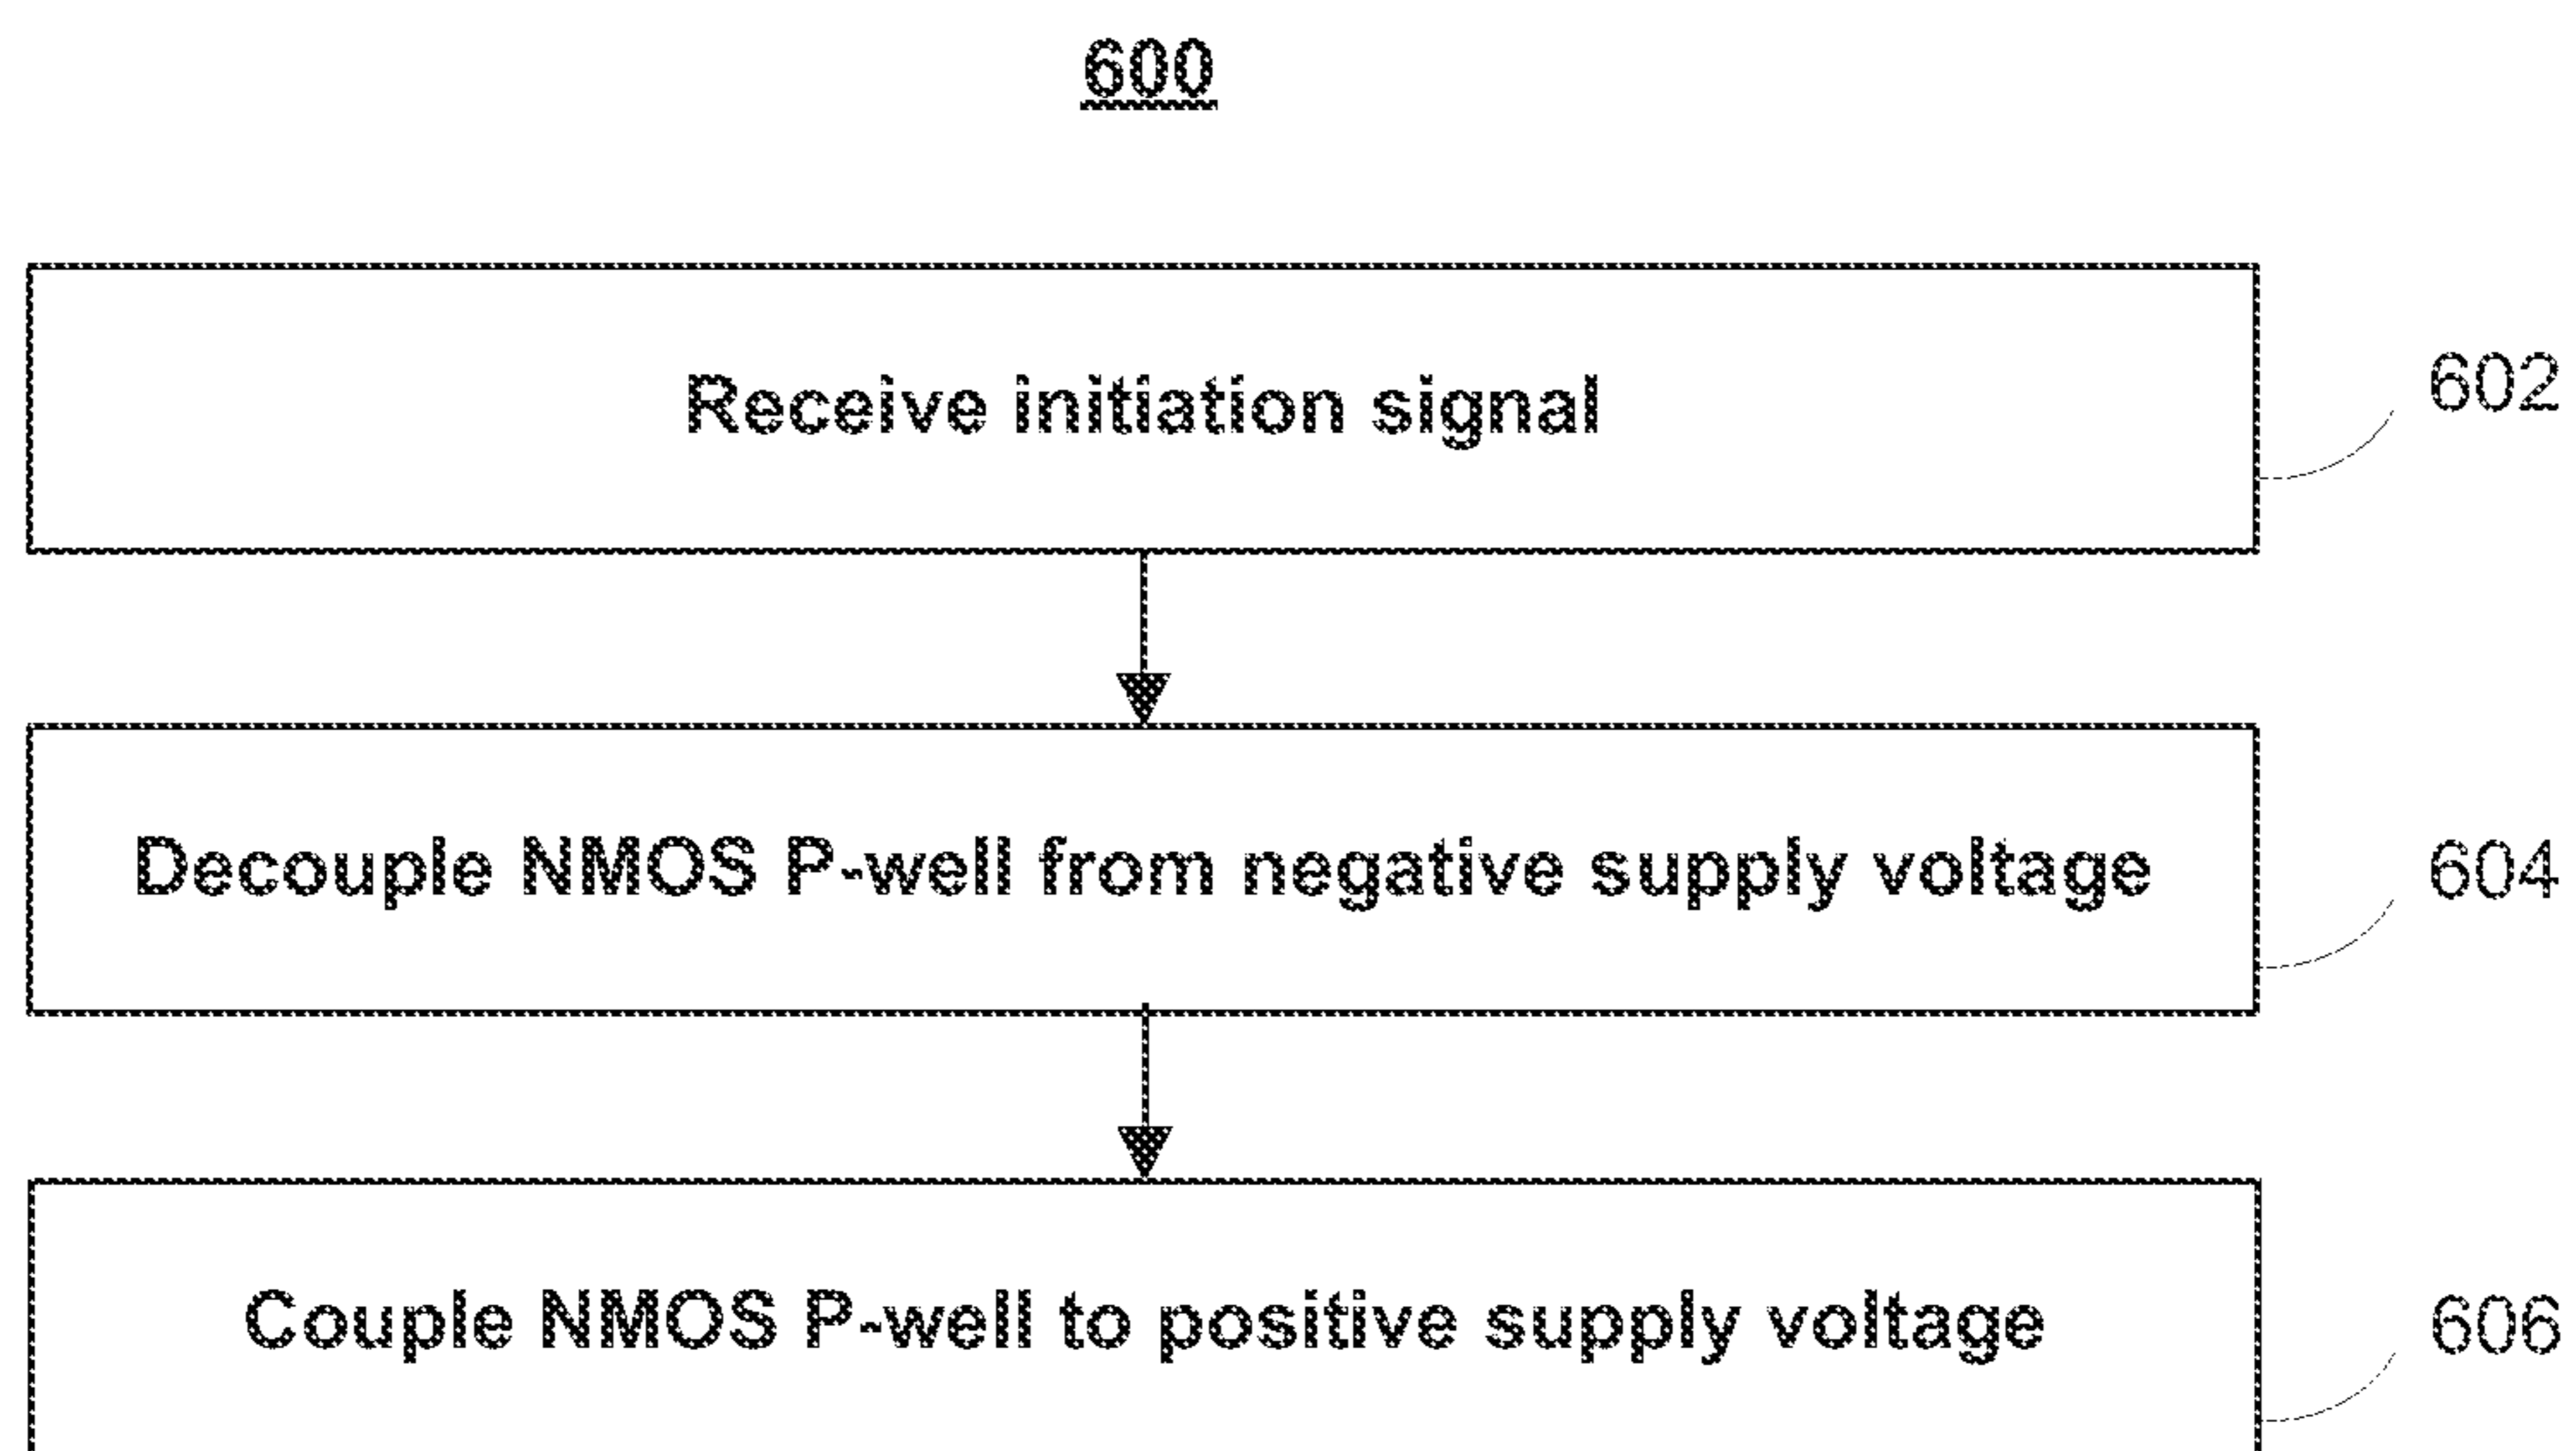 600
Receive initiation signal
602
Decouple NMOS P-well from negative supply voltage
604
Couple NMOS P-well to positive supply voltage
606